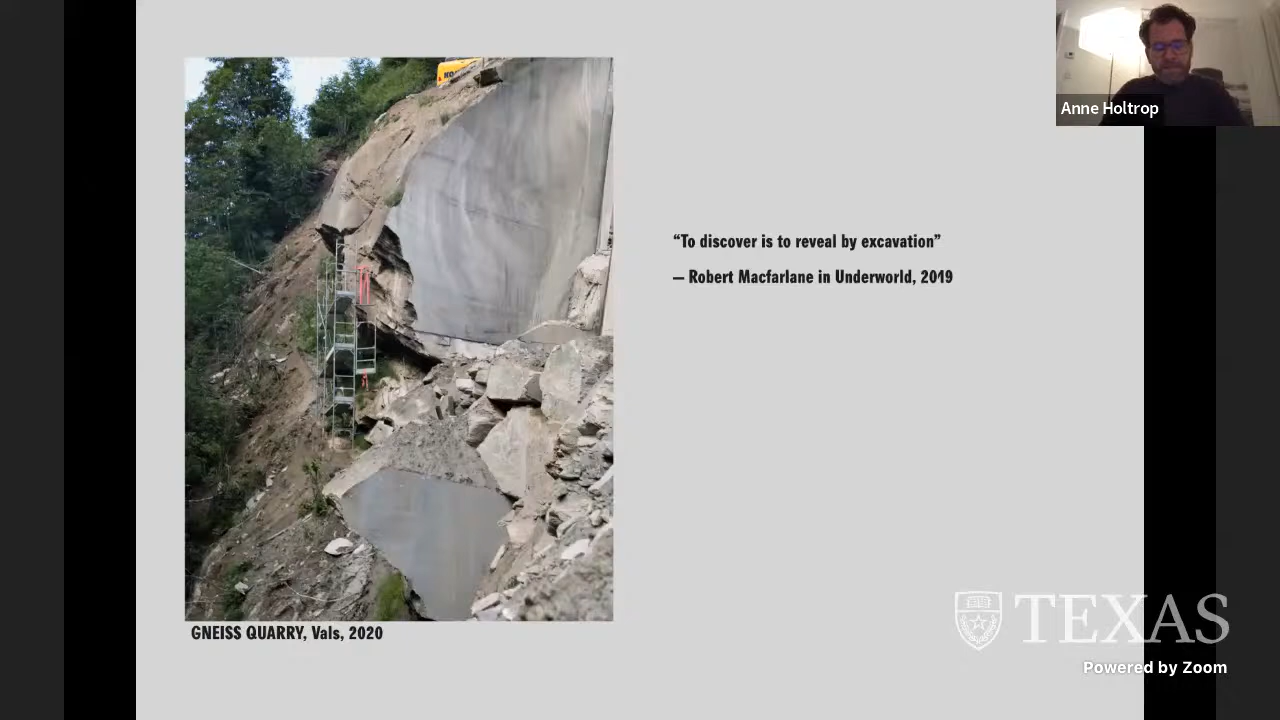 Anne Holtrop
“To discover is to reveal by excavation”
— Robert Macfarlane in Underworld, 2019
GNEISS QUARRY, Vals, 2020
TEXAS
Powered by Zoom